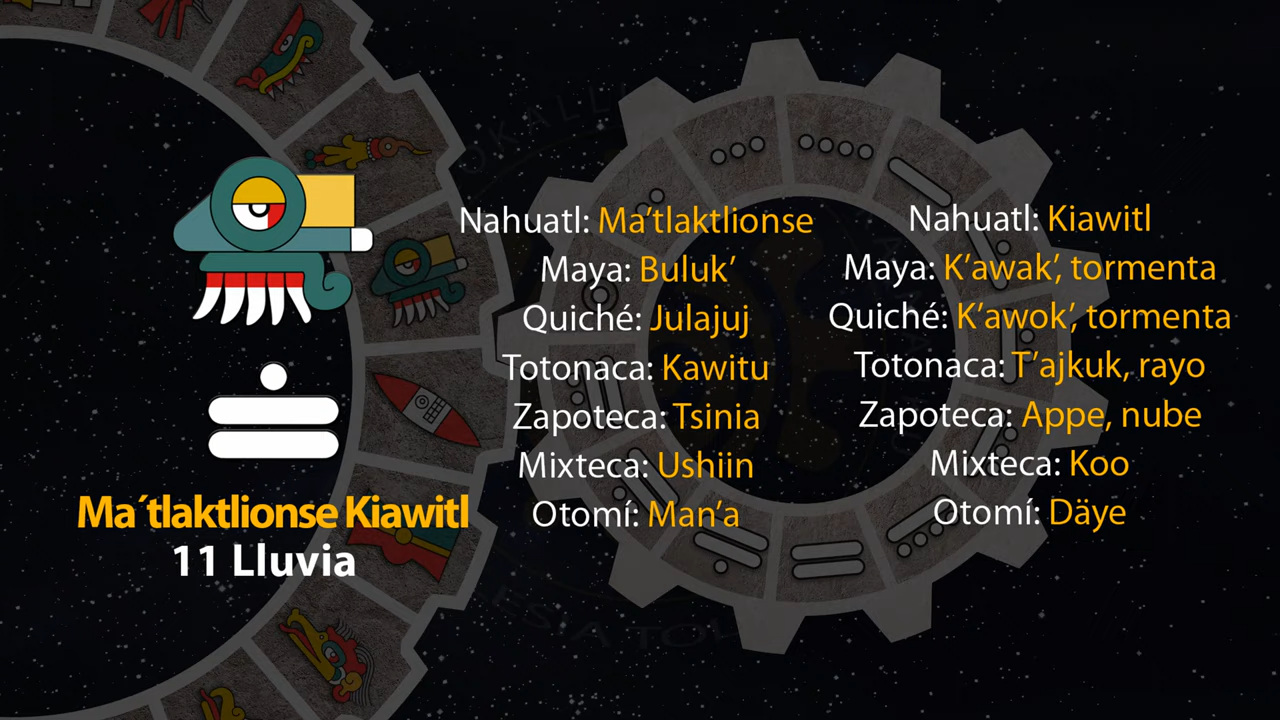 Nahuatl: Ma’tlaktlionse
Maya: Buluk’
Quiché: Julajuj
Totonaca: Kawitu
Zapoteca: Tsinia
Mixteca: Ushiin
Otomí: Man’a
Nahuatl: Kiawitl
Maya: K’awak’, tormenta
Quiché: K’awok’, tormenta
Totonaca: T’ajkuk, rayo
Zapoteca: Appe, nube
Mixteca: Koo
Otomí: Däye
Ma´tlaktlionse Kiawitl
11 Lluvia